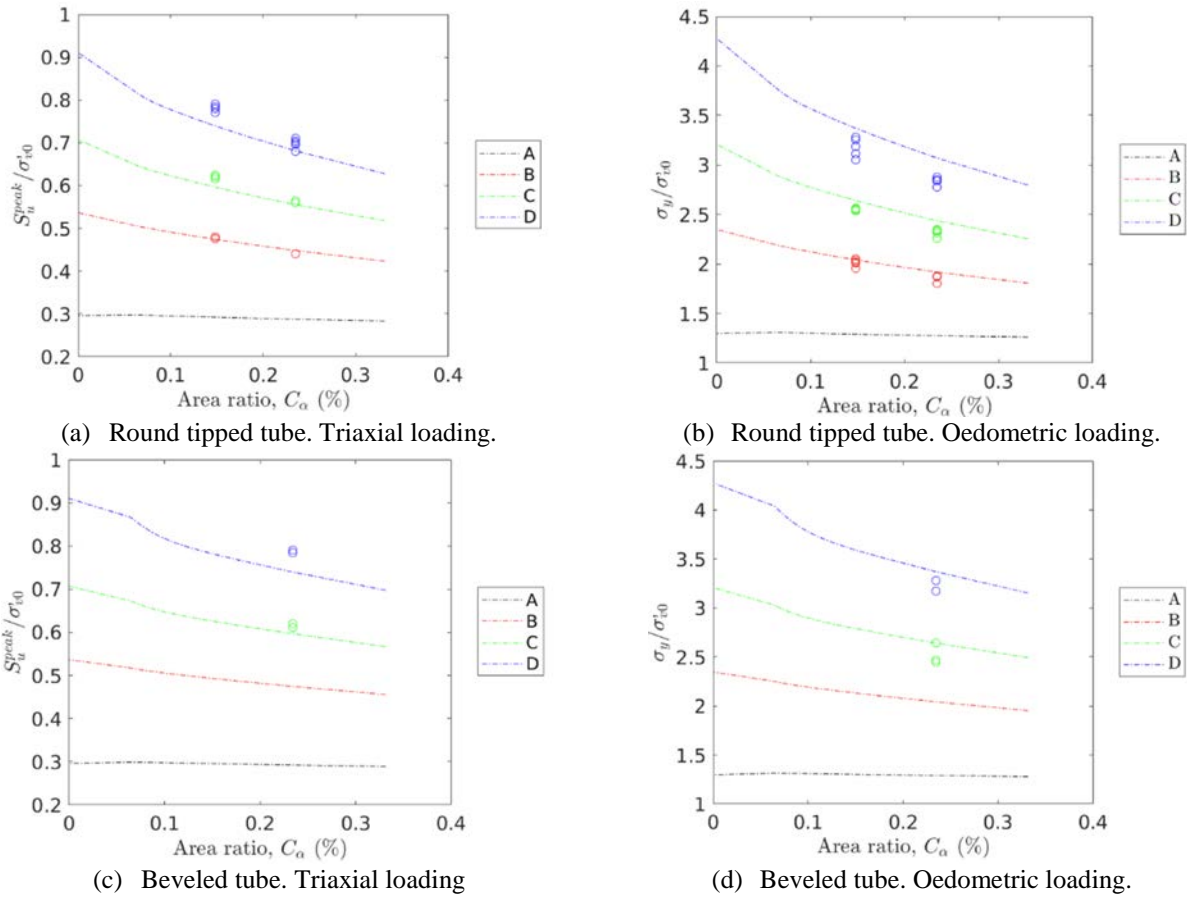 1
0.9
0.8
0.7
0.6
0.5
0.4
0.3
0.2
S_u^{peak}/σ'_{v0}
0 0.1 0.2 0.3 0.4
Area ratio, C_α (%)
A
B
C
D
(a) Round tipped tube. Triaxial loading.
4.5
4
3.5
3
2.5
2
1.5
1
σ_y/σ'_{v0}
0 0.1 0.2 0.3 0.4
Area ratio, C_α (%)
A
B
C
D
(b) Round tipped tube. Oedometric loading.
1
0.9
0.8
0.7
0.6
0.5
0.4
0.3
0.2
S_u^{peak}/σ'_{v0}
0 0.1 0.2 0.3 0.4
Area ratio, C_α (%)
A
B
C
D
(c) Beveled tube. Triaxial loading
4.5
4
3.5
3
2.5
2
1.5
1
σ_y/σ'_{v0}
0 0.1 0.2 0.3 0.4
Area ratio, C_α (%)
A
B
C
D
(d) Beveled tube. Oedometric loading.